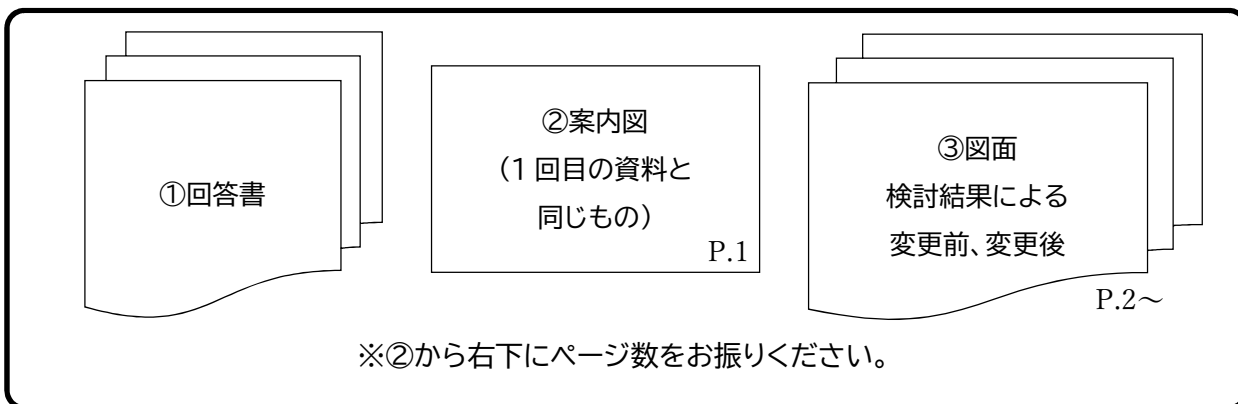 ①回答書
②案内図
（1 回目の資料と
同じもの）
P.1
③図面
検討結果による
変更前、変更後
P.2～
※②から右下にページ数をお振りください。